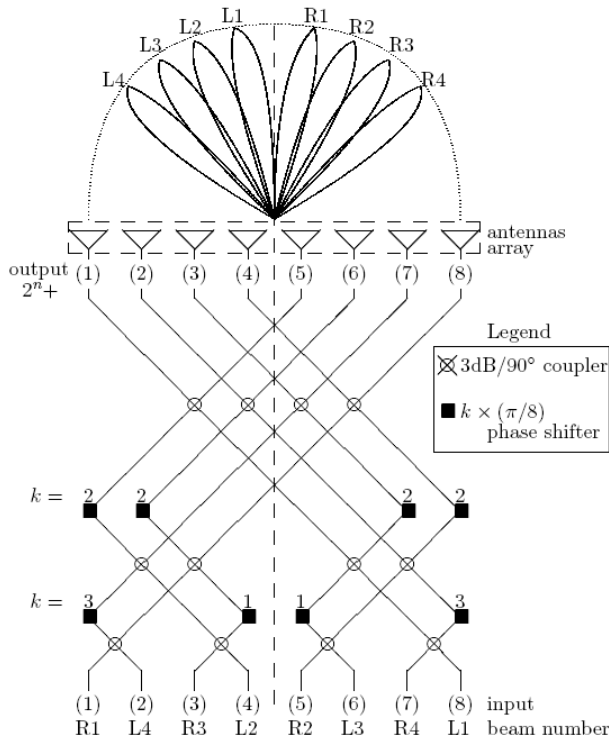 L1 R1
L2 R2
L3 R3
L4 R4
antennas
array
output (1) (2) (3) (4) (5) (6) (7) (8)
2ⁿ+
Legend
3dB/90° coupler
k × (π/8)
phase shifter
k = 2 2 2 2
k = 3 1 1 3
(1) (2) (3) (4) (5) (6) (7) (8) input
R1 L4 R3 L2 R2 L3 R4 L1 beam number